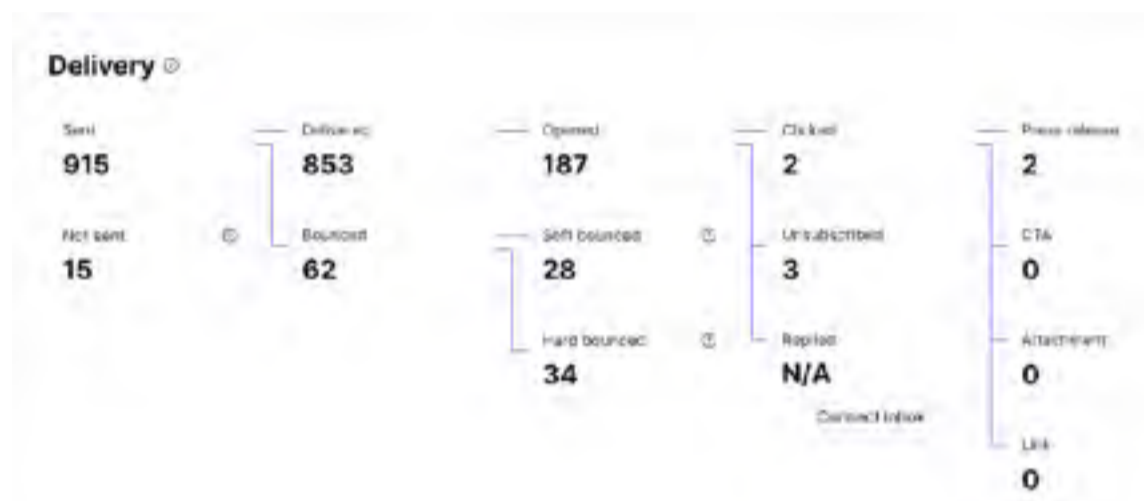 Delivery
Sent
915
Not sent
15
Delivered
853
Bounced
62
Opened
187
Soft bounced
28
Hard bounced
34
Clicked
2
Unsubscribed
3
Replied
N/A
Connect inbox
Press release
2
CTA
0
Attachment
0
Link
0